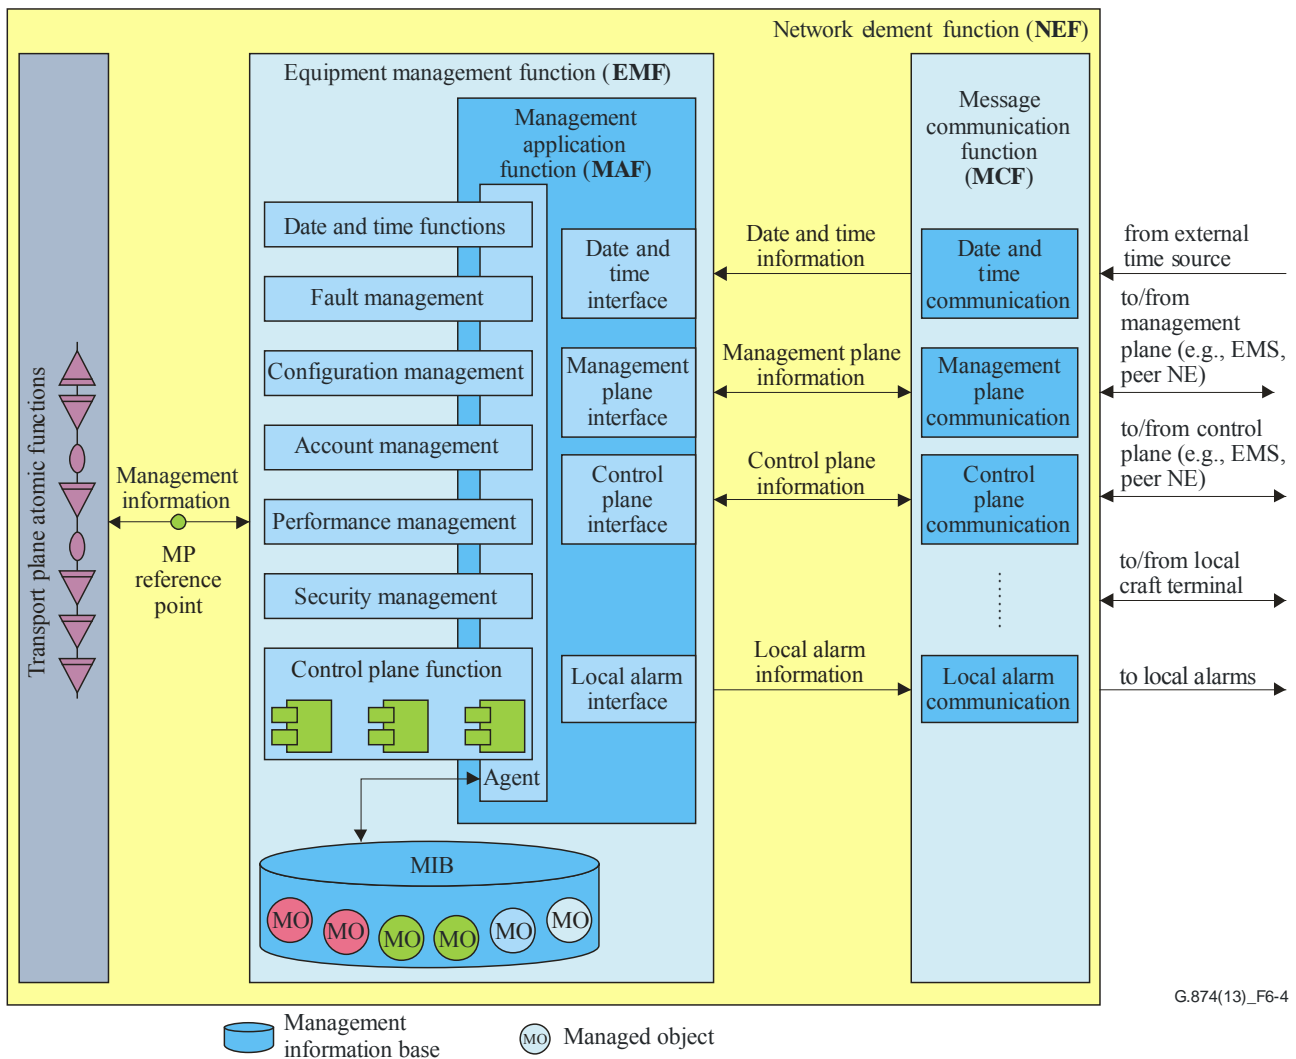 Network element function (NEF)
Equipment management function (EMF)
Management
application
function (MAF)
Message
communication
function
(MCF)
Transport plane atomic functions
Management
information
MP
reference
point
Date and time functions
Fault management
Configuration management
Account management
Performance management
Security management
Control plane function
Agent
Date and
time
interface
Management
plane
interface
Control
plane
interface
Local alarm
interface
Date and time
information
Management plane
information
Control plane
information
Local alarm
information
Date and
time
communication
Management
plane
communication
Control
plane
communication
Local alarm
communication
from external
time source
to/from
management
plane (e.g., EMS,
peer NE)
to/from control
plane (e.g., EMS,
peer NE)
to/from local
craft terminal
to local alarms
MIB
MO
MO
MO
MO
MO
MO
G.874(13)_F6-4
Management
information base
MO
Managed object